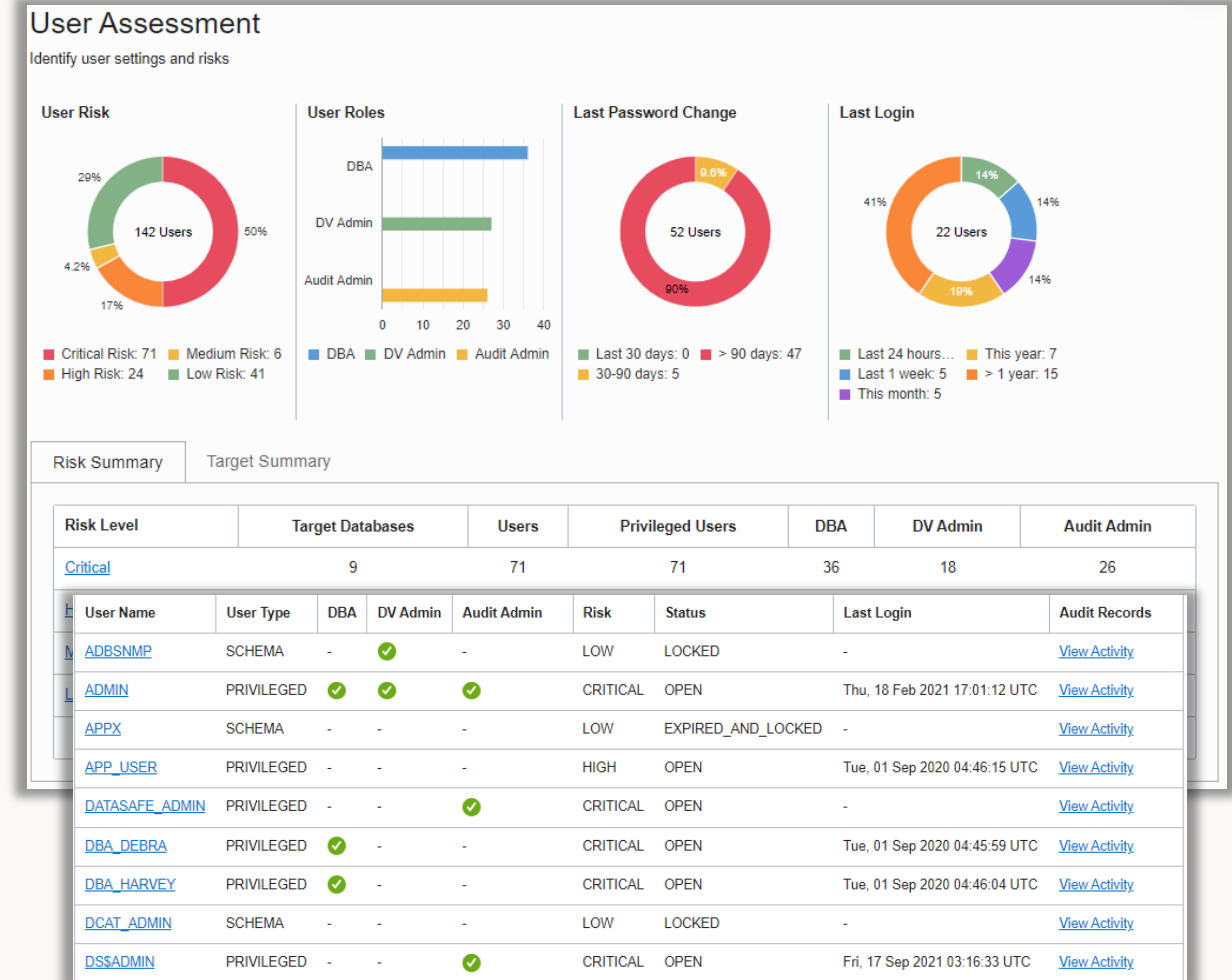 User Assessment
Identify user settings and risks
User Risk
29%
142 Users
50%
4.2%
17%
Critical Risk: 71 Medium Risk: 6
High Risk: 24 Low Risk: 41
User Roles
DBA
DV Admin
Audit Admin
0 10 20 30 40
DBA DV Admin Audit Admin
Last Password Change
9.6%
52 Users
90%
Last 30 days: 0 > 90 days: 47
30-90 days: 5
Last Login
14%
41% 14%
22 Users
14%
19%
Last 24 hours... This year: 7
Last 1 week: 5 > 1 year: 15
This month: 5
Risk Summary Target Summary
Risk Level Target Databases Users Privileged Users DBA DV Admin Audit Admin
Critical 9 71 71 36 18 26
User Name User Type DBA DV Admin Audit Admin Risk Status Last Login Audit Records
ADBSNMP SCHEMA - - LOW LOCKED - View Activity
ADMIN PRIVILEGED CRITICAL OPEN Thu, 18 Feb 2021 17:01:12 UTC View Activity
APPX SCHEMA - - - LOW EXPIRED_AND_LOCKED - View Activity
APP_USER PRIVILEGED - - - HIGH OPEN Tue, 01 Sep 2020 04:46:15 UTC View Activity
DATASAFE_ADMIN PRIVILEGED - - CRITICAL OPEN - View Activity
DBA_DEBRA PRIVILEGED - - CRITICAL OPEN Tue, 01 Sep 2020 04:45:59 UTC View Activity
DBA_HARVEY PRIVILEGED - - CRITICAL OPEN Tue, 01 Sep 2020 04:46:04 UTC View Activity
DCAT_ADMIN SCHEMA - - - LOW LOCKED - View Activity
DS$ADMIN PRIVILEGED - - CRITICAL OPEN Fri, 17 Sep 2021 03:16:33 UTC View Activity